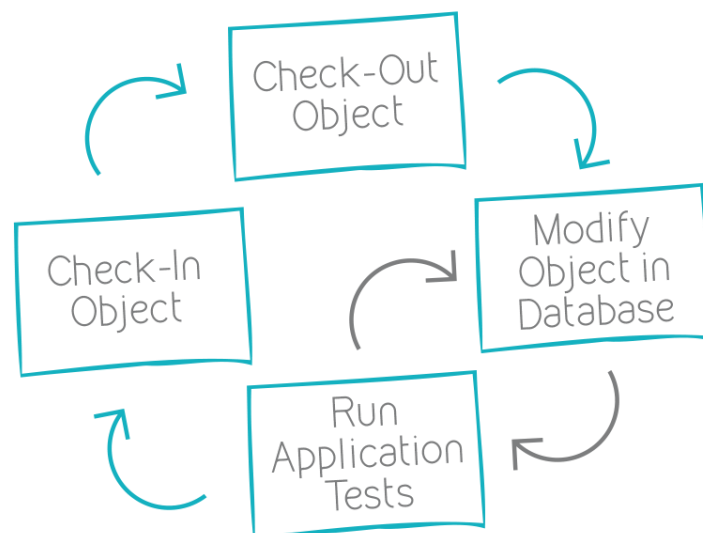 Check-Out
Object
Modify
Object in
Database
Check-In
Object
Run
Application
Tests